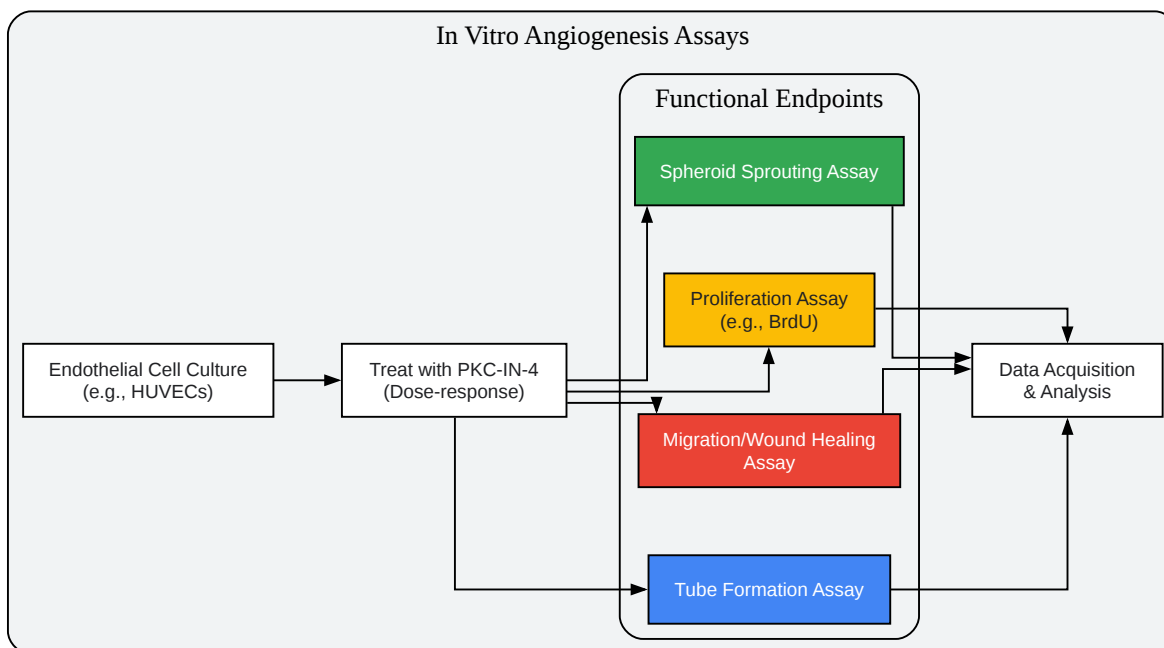 In Vitro Angiogenesis Assays
Functional Endpoints
Spheroid Sprouting Assay
Proliferation Assay
(e.g., BrdU)
Endothelial Cell Culture
(e.g., HUVECs)
Treat with PKC-IN-4
(Dose-response)
Data Acquisition
& Analysis
Migration/Wound Healing
Assay
Tube Formation Assay